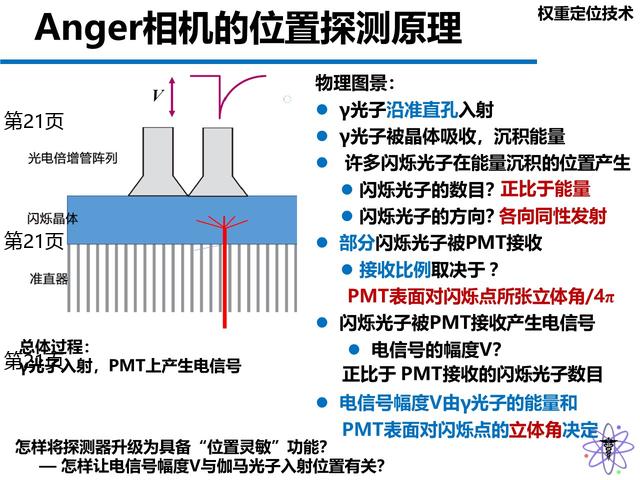 Anger相机的位置探测原理
权重定位技术
V
第21页
光电倍增管阵列
闪烁晶体
第21页
准直器
总体过程：
第21页
γ光子入射，PMT上产生电信号
物理图景：
γ光子沿准直孔入射
γ光子被晶体吸收，沉积能量
许多闪烁光子在能量沉积的位置产生
闪烁光子的数目？正比于能量
闪烁光子的方向？各向同性发射
部分闪烁光子被PMT接收
接收比例取决于？
PMT表面对闪烁点所张立体角/4π
闪烁光子被PMT接收产生电信号
电信号的幅度V？
正比于 PMT接收的闪烁光子数目
电信号幅度V由γ光子的能量和
PMT表面对闪烁点的立体角决定
怎样将探测器升级为具备“位置灵敏”功能？
— 怎样让电信号幅度V与伽马光子入射位置有关？